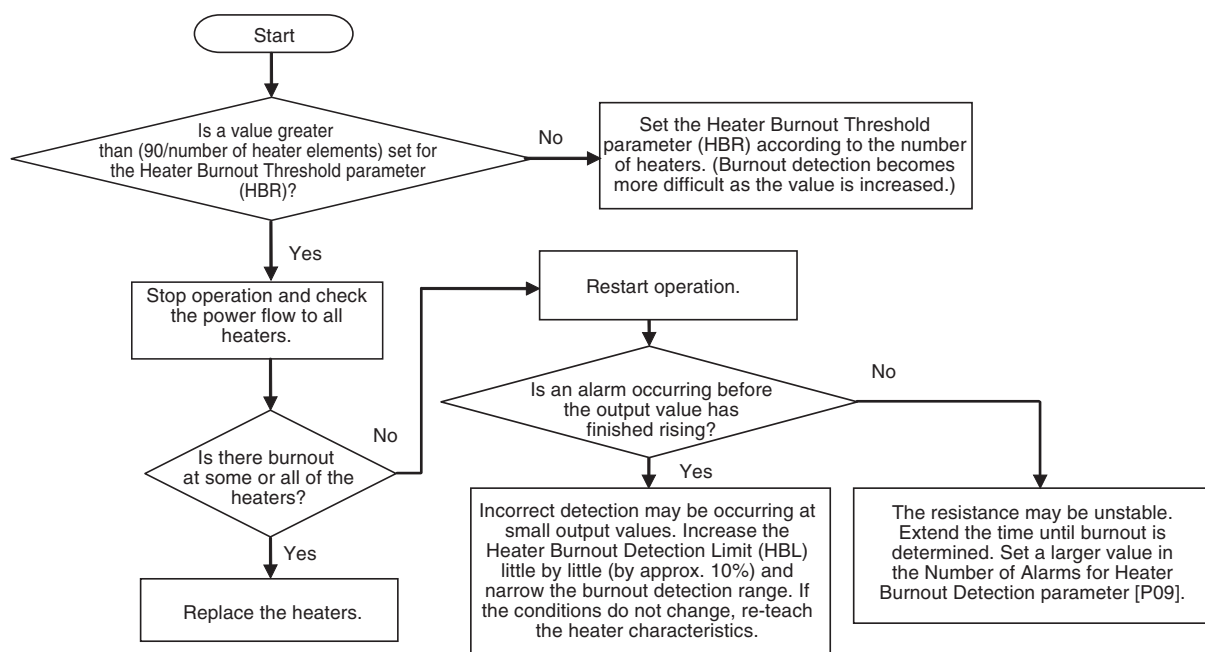 Start
Is a value greater
than (90/number of heater elements) set for
the Heater Burnout Threshold parameter
(HBR)?
No
Set the Heater Burnout Threshold
parameter (HBR) according to the number
of heaters. (Burnout detection becomes
more difficult as the value is increased.)
Yes
Stop operation and check
the power flow to all
heaters.
Restart operation.
Is there burnout
at some or all of the
heaters?
No
Is an alarm occurring before
the output value has
finished rising?
No
Yes
Replace the heaters.
Yes
Incorrect detection may be occurring at
small output values. Increase the
Heater Burnout Detection Limit (HBL)
little by little (by approx. 10%) and
narrow the burnout detection range. If
the conditions do not change, re-teach
the heater characteristics.
The resistance may be unstable.
Extend the time until burnout is
determined. Set a larger value in
the Number of Alarms for Heater
Burnout Detection parameter [P09].